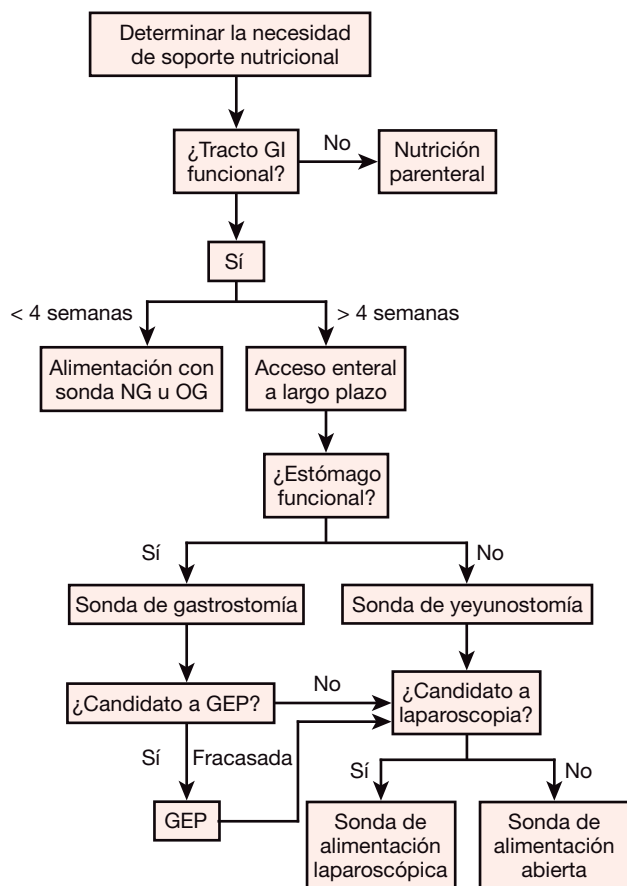 Determinar la necesidad
de soporte nutricional
¿Tracto GI
funcional?
No
Nutrición
parenteral
Sí
< 4 semanas
> 4 semanas
Alimentación con
sonda NG u OG
Acceso enteral
a largo plazo
¿Estómago
funcional?
Sí
No
Sonda de gastrostomía
Sonda de yeyunostomía
¿Candidato a GEP?
No
¿Candidato a
laparoscopia?
Sí
Fracasada
GEP
Sí
No
Sonda de
alimentación
laparoscópica
Sonda de
alimentación
abierta